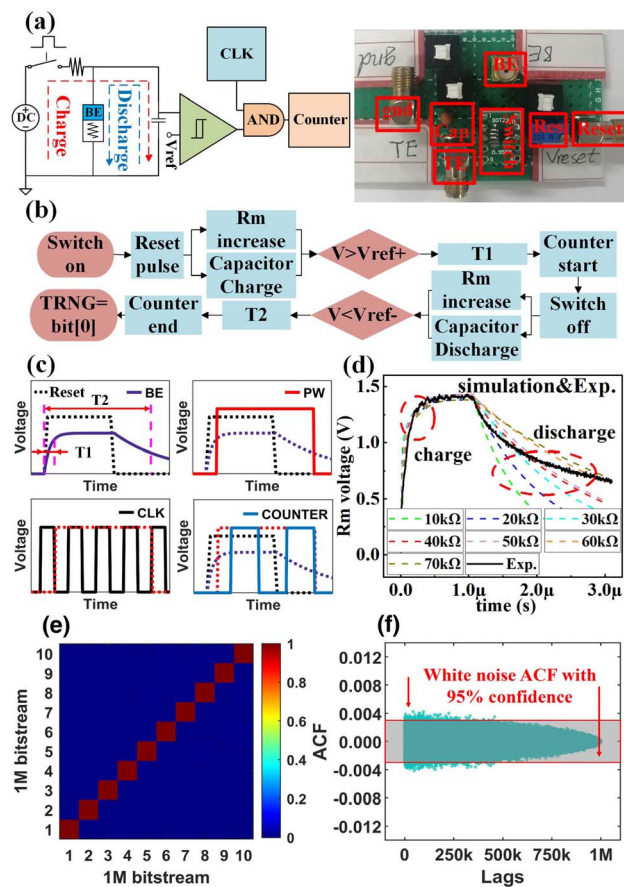 (a)
CLK
DC
Charge
BE
Discharge
Vref
AND
Counter
gnd
gnd
BE
BE
Cap
Switch
Res
Reset
TE
TE
Vreset
(b)
Switch on
Reset pulse
Rm increase
Capacitor Charge
V>Vref+
T1
Counter start
TRNG= bit[0]
Counter end
T2
V<Vref-
Rm increase
Capacitor Discharge
Switch off
(c)
Reset
BE
T2
T1
Voltage
Time
PW
Voltage
Time
CLK
Voltage
Time
COUNTER
Voltage
Time
(d)
simulation&Exp.
discharge
charge
Rm voltage (V)
1.5
1.0
0.5
0.0
10kΩ
20kΩ
30kΩ
40kΩ
50kΩ
60kΩ
70kΩ
Exp.
0.0 1.0μ 2.0μ 3.0μ
time (s)
(e)
1M bitstream
10
9
8
7
6
5
4
3
2
1
1 2 3 4 5 6 7 8 9 10
1M bitstream
1
0.8
0.6
0.4
0.2
0
(f)
ACF
0.012
0.008
0.004
0.000
-0.004
-0.008
-0.012
White noise ACF with
95% confidence
0 250k 500k 750k 1M
Lags